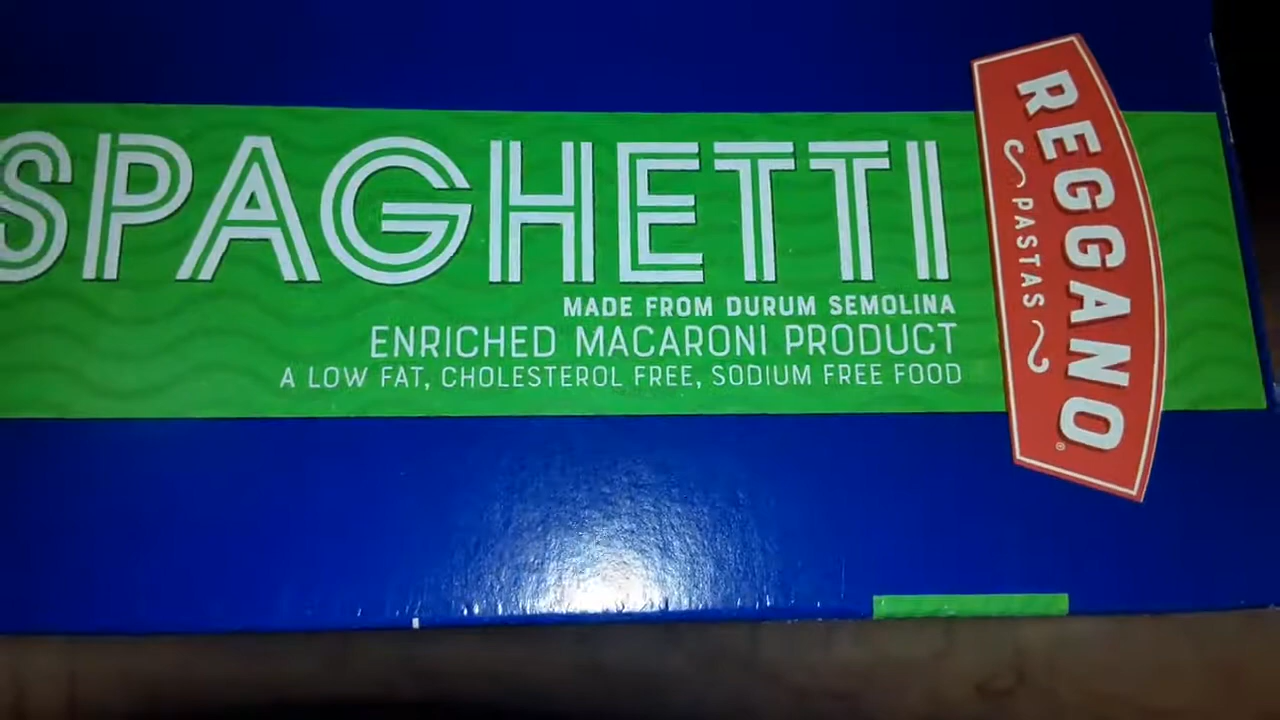 SPAGHETTI
MADE FROM DURUM SEMOLINA
ENRICHED MACARONI PRODUCT
A LOW FAT, CHOLESTEROL FREE, SODIUM FREE FOOD
REGGANO®
PASTAS